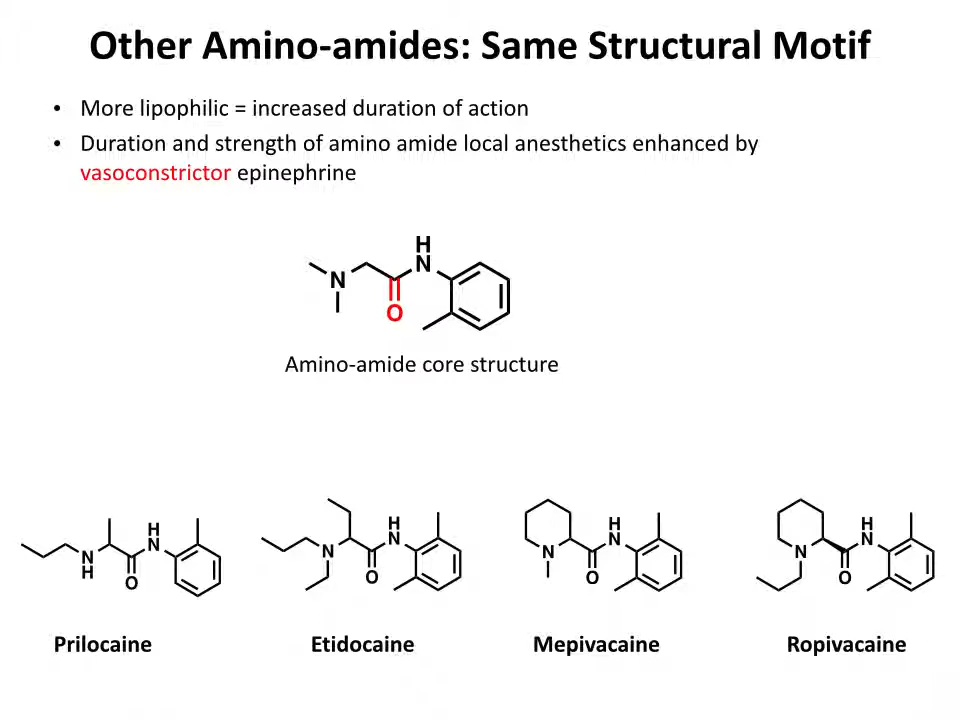 Other Amino-amides: Same Structural Motif
• More lipophilic = increased duration of action
• Duration and strength of amino amide local anesthetics enhanced by
vasoconstrictor epinephrine
H
N
N
O
Amino-amide core structure
H
N
N
H
O
H
N
N
O
H
N
N
O
H
N
N
O
Prilocaine
Etidocaine
Mepivacaine
Ropivacaine